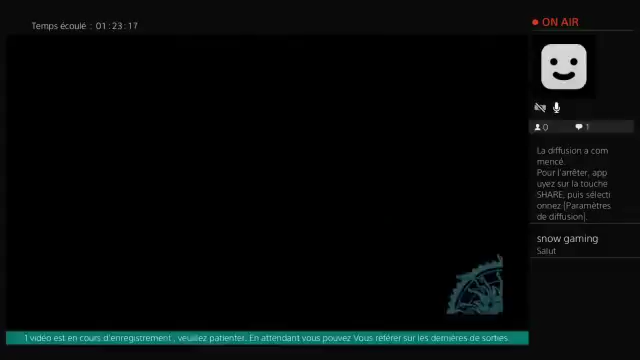 Temps écoulé : 01:23:17
ON AIR
0
1
La diffusion a com
mencé.
Pour l'arrêter, app
uyez sur la touche
SHARE, puis sélecti
onnez [Paramètres
de diffusion].
snow gaming
Salut
1 vidéo est en cours d'enregistrement , veuillez patienter. En attendant vous pouvez Vous référer sur les dernières de sorties